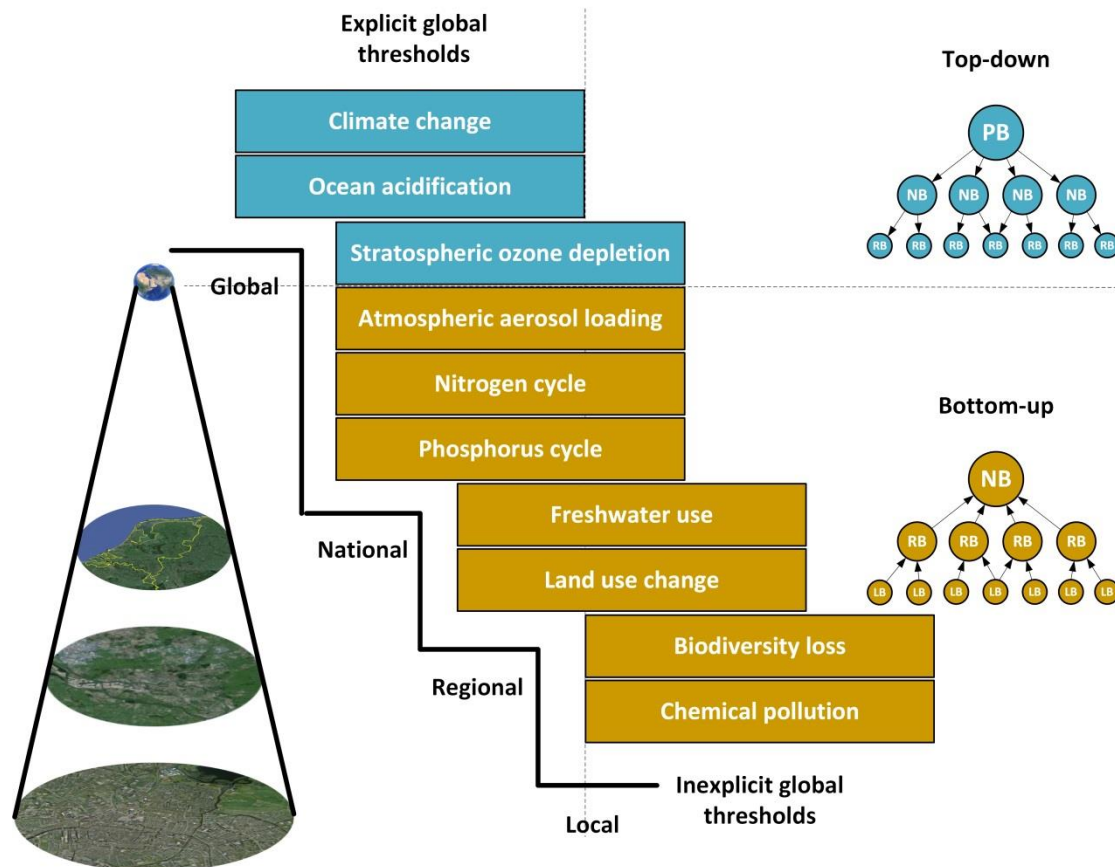 Explicit global
thresholds
Climate change
Ocean acidification
Stratospheric ozone depletion
Atmospheric aerosol loading
Nitrogen cycle
Phosphorus cycle
Freshwater use
Land use change
Biodiversity loss
Chemical pollution
Global
National
Regional
Local
Inexplicit global
thresholds
Top-down
PB
NB NB NB NB
RB RB RB RB RB RB RB
Bottom-up
NB
RB RB RB RB
LB LB LB LB LB LB LB